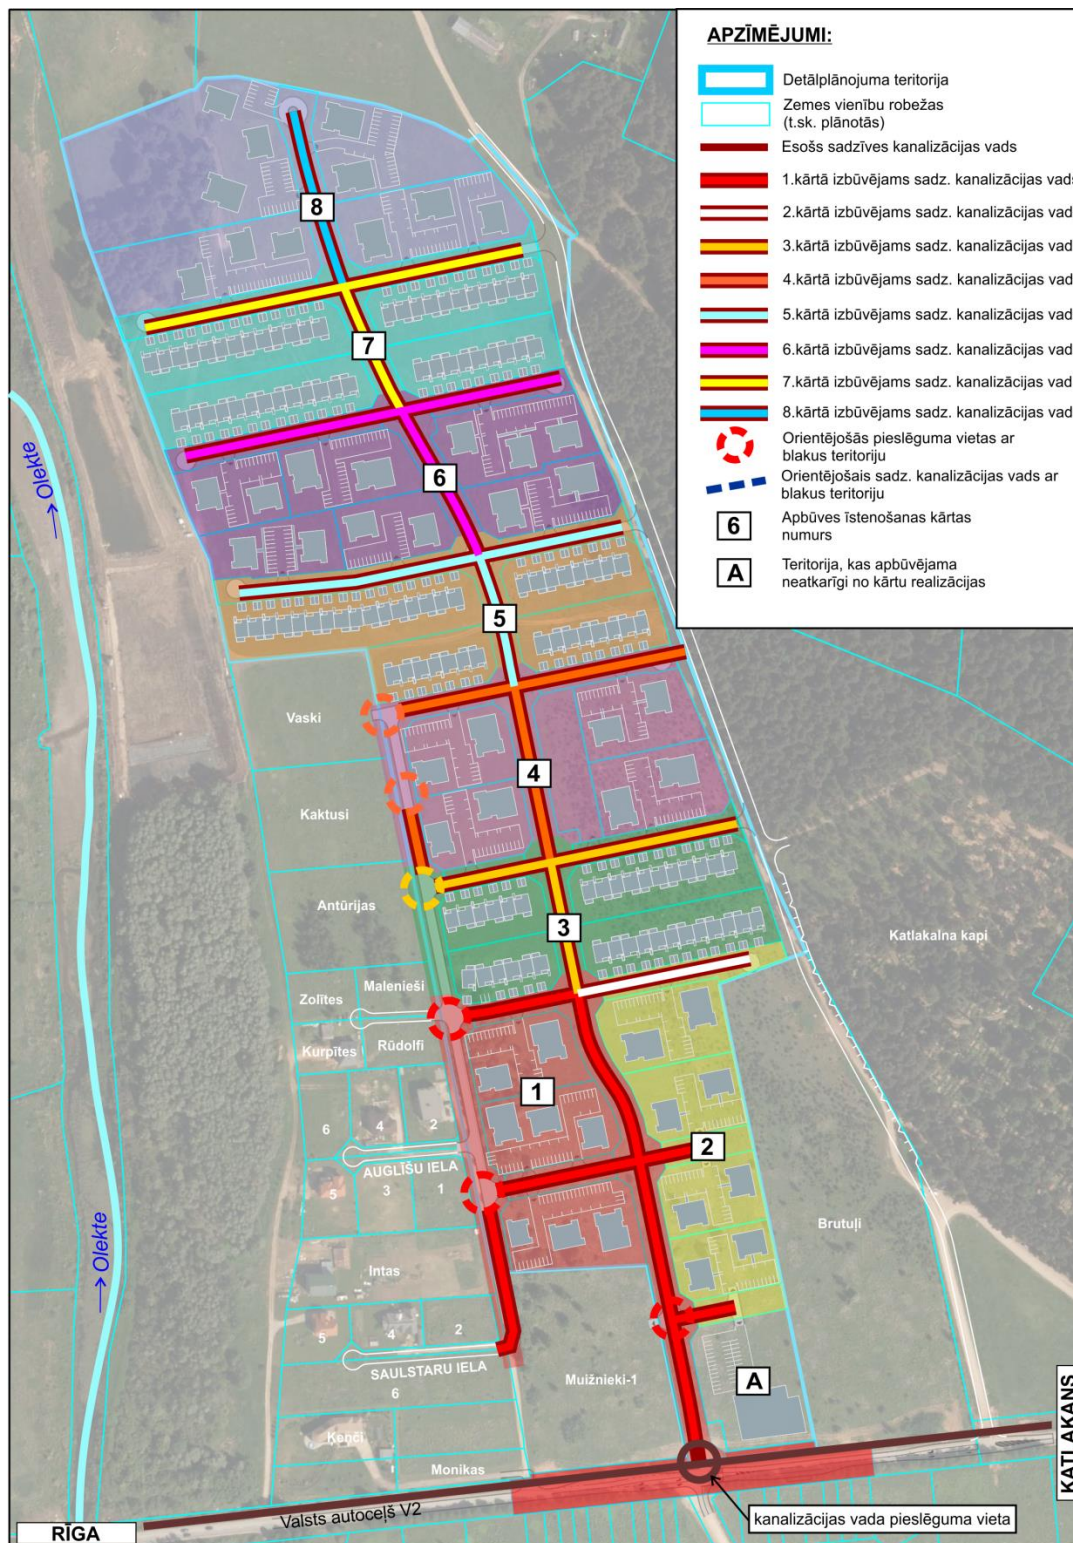 APZĪMĒJUMI:
Detālplānojuma teritorija
Zemes vienību robežas
(t.sk. plānotās)
Esošs sadzīves kanalizācijas vads
1.kārtā izbūvējams sadz. kanalizācijas vads
2.kārtā izbūvējams sadz. kanalizācijas vad
3.kārtā izbūvējams sadz. kanalizācijas vad
4.kārtā izbūvējams sadz. kanalizācijas vad
5.kārtā izbūvējams sadz. kanalizācijas vad
6.kārtā izbūvējams sadz. kanalizācijas vad
7.kārtā izbūvējams sadz. kanalizācijas vad
8.kārtā izbūvējams sadz. kanalizācijas vad
Orientējošās pieslēguma vietas ar
blakus teritoriju
Orientējošais sadz. kanalizācijas vads ar
blakus teritoriju
6
Apbūves īstenošanas kārtas
numurs
A
Teritorija, kas apbūvējama
neatkarīgi no kārtu realizācijas
8
7
6
5
4
3
1
2
A
Olekte
Olekte
Vaski
Kaktusi
Antūrijas
Malenieši
Zolītes
Rūdolfi
Kurpītes
6
4
2
AUGLĪŠU IELA
5
3
1
Intas
5
4
2
SAULSTARU IELA
6
Ķenči
Monikas
Muižnieki-1
Brutuļi
Katlakalna kapi
Valsts autoceļš V2
RĪGA
KATLAKANS
kanalizācijas vada pieslēguma vieta